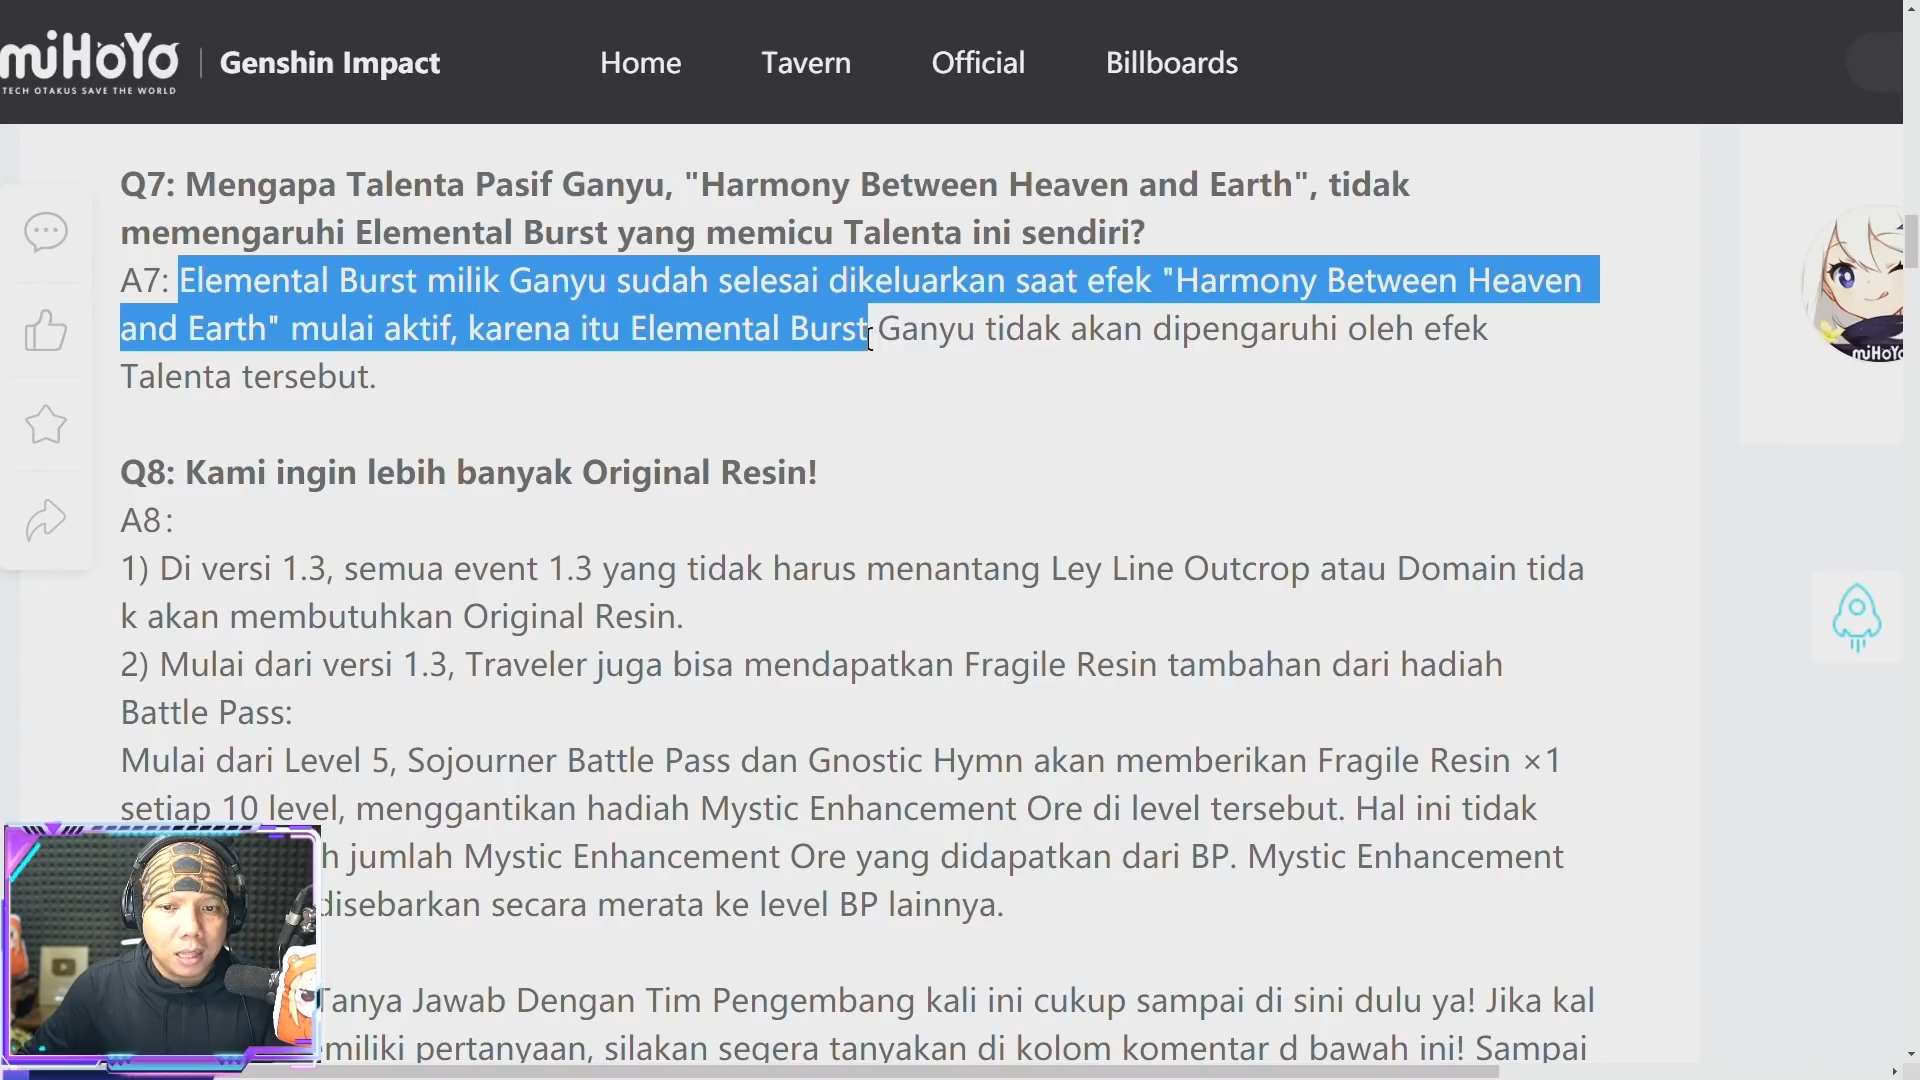 miHoYo
TECH OTAKUS SAVE THE WORLD
Genshin Impact
Home
Tavern
Official
Billboards
Q7: Mengapa Talenta Pasif Ganyu, "Harmony Between Heaven and Earth", tidak
memengaruhi Elemental Burst yang memicu Talenta ini sendiri?
A7: Elemental Burst milik Ganyu sudah selesai dikeluarkan saat efek "Harmony Between Heaven
and Earth" mulai aktif, karena itu Elemental Burst Ganyu tidak akan dipengaruhi oleh efek
Talenta tersebut.
Q8: Kami ingin lebih banyak Original Resin!
A8:
1) Di versi 1.3, semua event 1.3 yang tidak harus menantang Ley Line Outcrop atau Domain tida
k akan membutuhkan Original Resin.
2) Mulai dari versi 1.3, Traveler juga bisa mendapatkan Fragile Resin tambahan dari hadiah
Battle Pass:
Mulai dari Level 5, Sojourner Battle Pass dan Gnostic Hymn akan memberikan Fragile Resin ×1
setiap 10 level, menggantikan hadiah Mystic Enhancement Ore di level tersebut. Hal ini tidak
h jumlah Mystic Enhancement Ore yang didapatkan dari BP. Mystic Enhancement
disebarkan secara merata ke level BP lainnya.
Tanya Jawab Dengan Tim Pengembang kali ini cukup sampai di sini dulu ya! Jika kal
miliki pertanyaan, silakan segera tanyakan di kolom komentar d bawah ini! Sampai
miHoYo